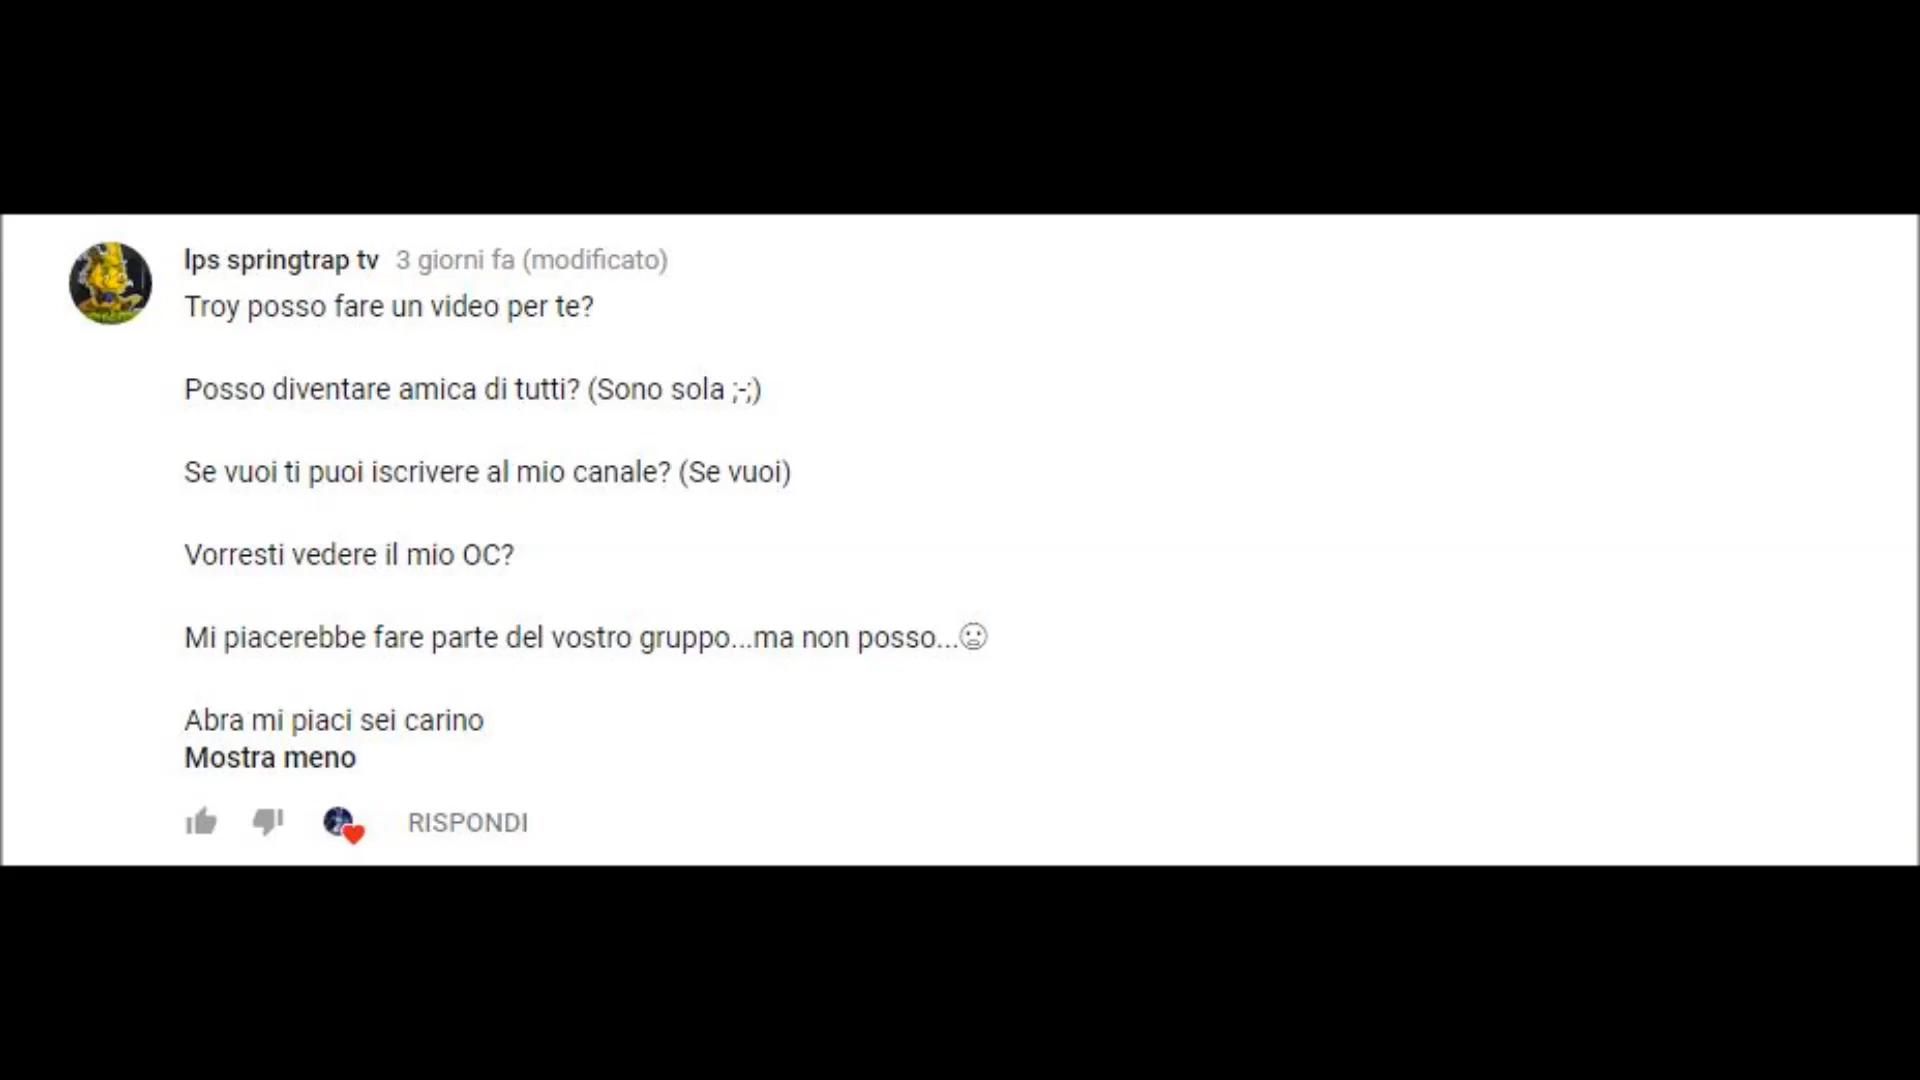 lps springtrap tv 3 giorni fa (modificato)
Troy posso fare un video per te?
Posso diventare amica di tutti? (Sono sola ;-;)
Se vuoi ti puoi iscrivere al mio canale? (Se vuoi)
Vorresti vedere il mio OC?
Mi piacerebbe fare parte del vostro gruppo...ma non posso...☹
Abra mi piaci sei carino
Mostra meno
RISPONDI